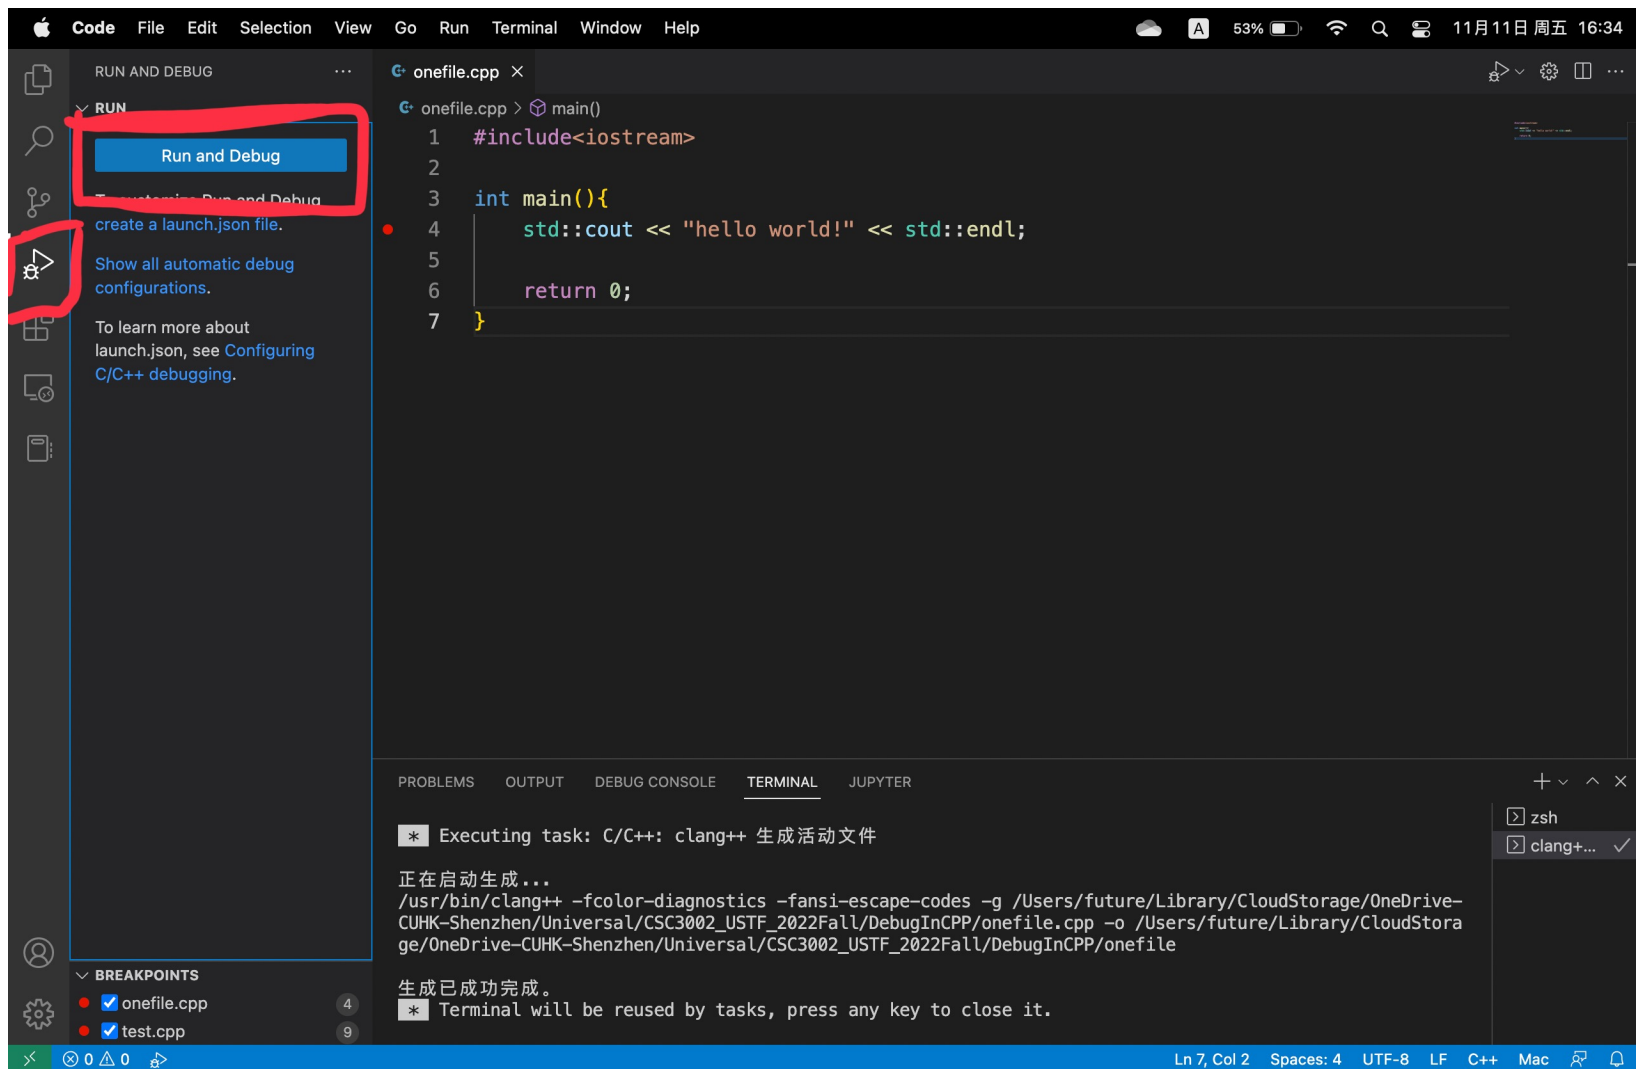 Code File Edit Selection View Go Run Terminal Window Help A 53% 11月11日 周五 16:34
RUN AND DEBUG ···
RUN
Run and Debug
To customize Run and Debug
create a launch.json file.
Show all automatic debug
configurations.
To learn more about
launch.json, see Configuring
C/C++ debugging.
onefile.cpp
onefile.cpp > main()
1 #include<iostream>
2
3 int main(){
4 std::cout << "hello world!" << std::endl;
5
6 return 0;
7 }
PROBLEMS OUTPUT DEBUG CONSOLE TERMINAL JUPYTER
* Executing task: C/C++: clang++ 生成活动文件
正在启动生成...
/usr/bin/clang++ -fcolor-diagnostics -fansi-escape-codes -g /Users/future/Library/CloudStorage/OneDrive-
CUHK-Shenzhen/Universal/CSC3002_USTF_2022Fall/DebugInCPP/onefile.cpp -o /Users/future/Library/CloudStora
ge/OneDrive-CUHK-Shenzhen/Universal/CSC3002_USTF_2022Fall/DebugInCPP/onefile
生成已成功完成。
* Terminal will be reused by tasks, press any key to close it.
zsh
clang+...
BREAKPOINTS
onefile.cpp 4
test.cpp 9
0 0 Ln 7, Col 2 Spaces: 4 UTF-8 LF C++ Mac